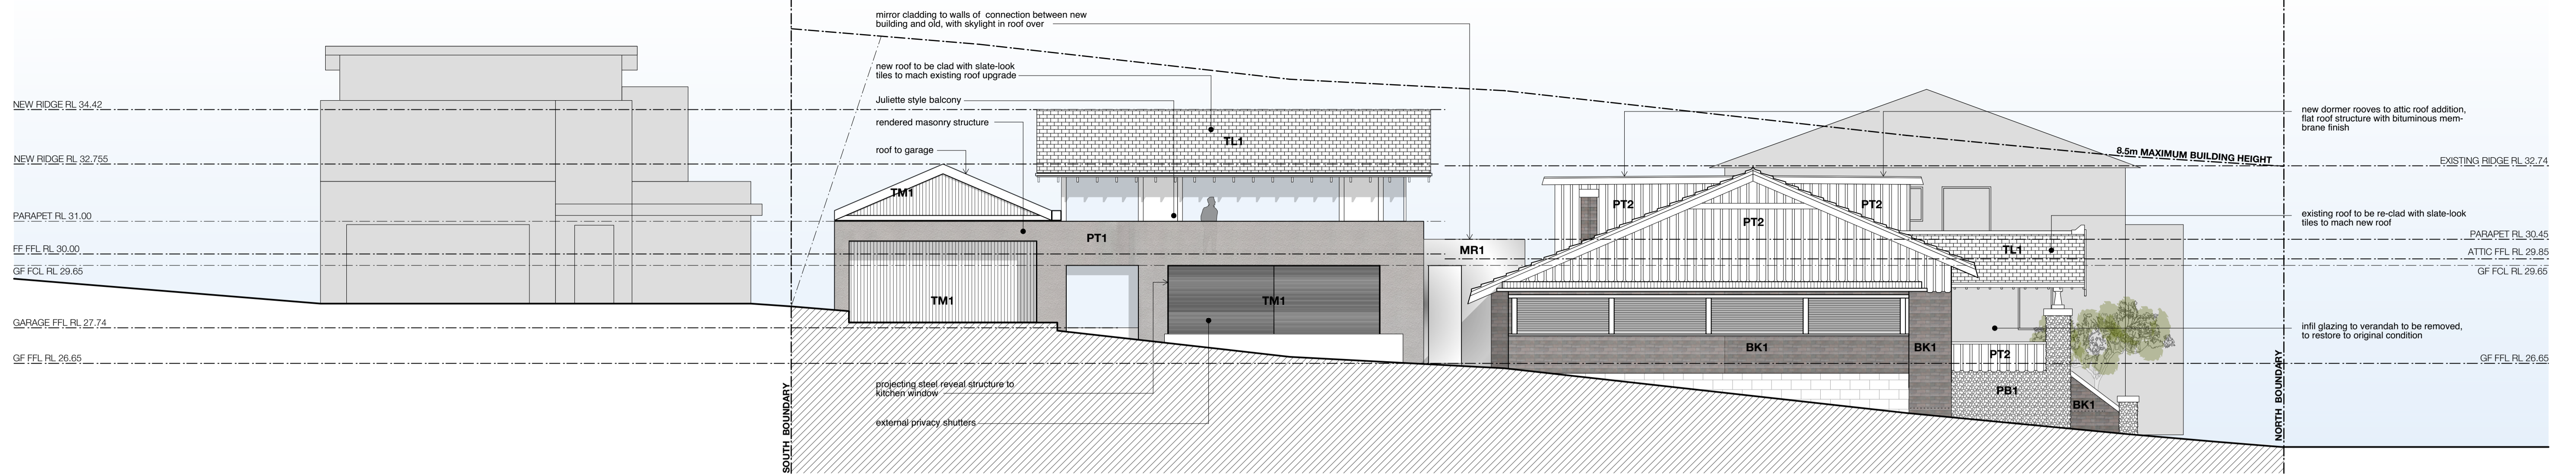 NEW RIDGE RL 34.42
NEW RIDGE RL 32.755
PARAPET RL 31.00
FF FFL RL 30.00
GF FCL RL 29.65
GARAGE FFL RL 27.74
GF FFL RL 26.65
SOUTH BOUNDARY
mirror cladding to walls of connection between new
building and old, with skylight in roof over
new roof to be clad with slate-look
tiles to mach existing roof upgrade
Juliette style balcony
rendered masonry structure
roof to garage
TM1
TL1
PT1
TM1
TM1
projecting steel reveal structure to
kitchen window
external privacy shutters
MR1
PT2
PT2
PT2
TL1
BK1
BK1
PT2
PB1
BK1
8.5m MAXIMUM BUILDING HEIGHT
NORTH BOUNDARY
new dormer rooves to attic roof addition,
flat roof structure with bituminous mem-
brane finish
EXISTING RIDGE RL 32.74
existing roof to be re-clad with slate-look
tiles to mach new roof
PARAPET RL 30.45
ATTIC FFL RL 29.85
GF FCL RL 29.65
infil glazing to verandah to be removed,
to restore to original condition
GF FFL RL 26.65